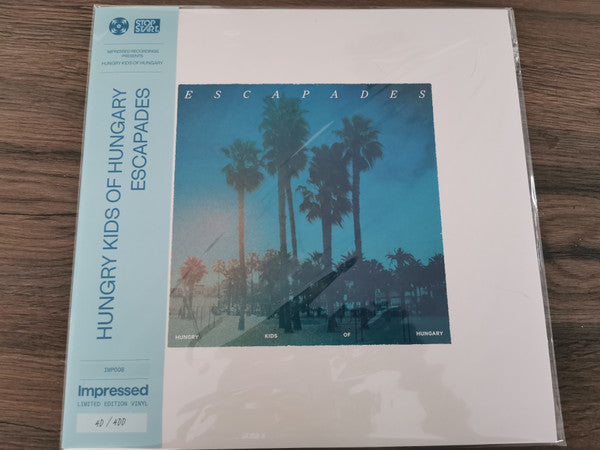 STOP
START
IMPRESSED RECORDINGS
PRESENTS
HUNGRY KIDS OF HUNGARY
HUNGRY KIDS OF HUNGARY
ESCAPADES
IMP008
Impressed
LIMITED EDITION VINYL
40 / 400
ESCAPADES
HUNGRY KIDS OF HUNGARY